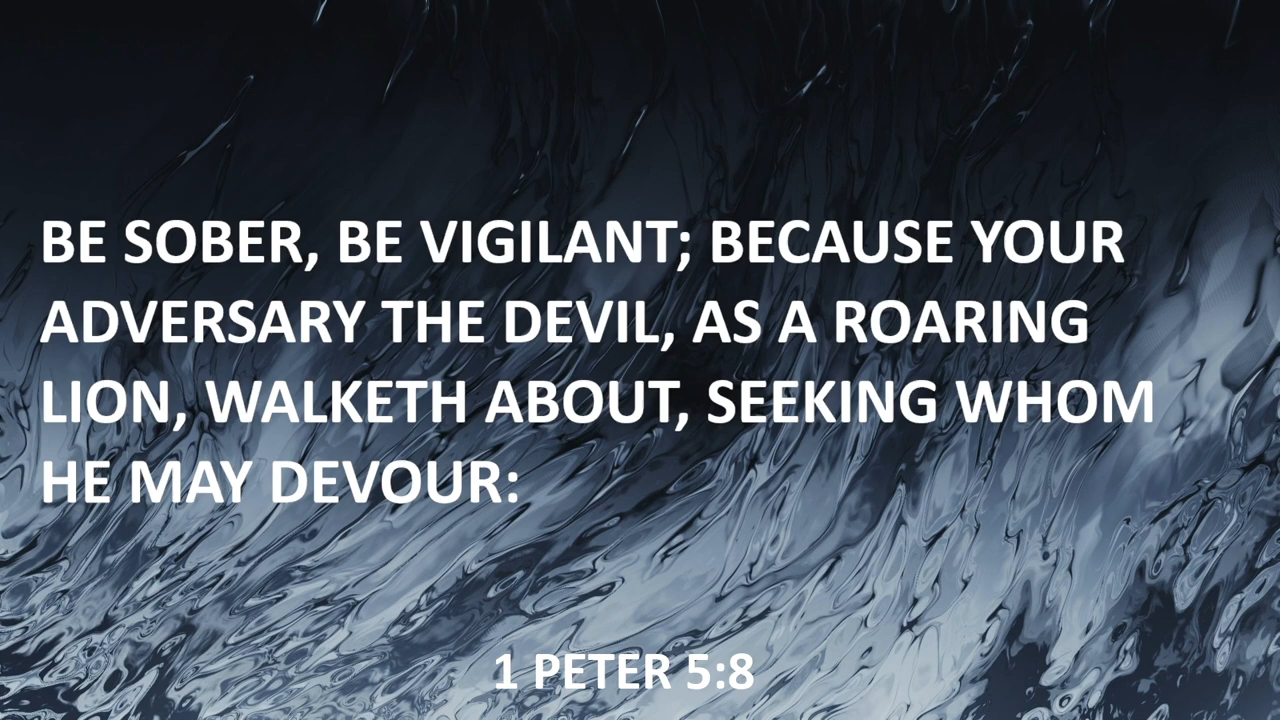 BE SOBER, BE VIGILANT; BECAUSE YOUR
ADVERSARY THE DEVIL, AS A ROARING
LION, WALKETH ABOUT, SEEKING WHOM
HE MAY DEVOUR:
1 PETER 5:8